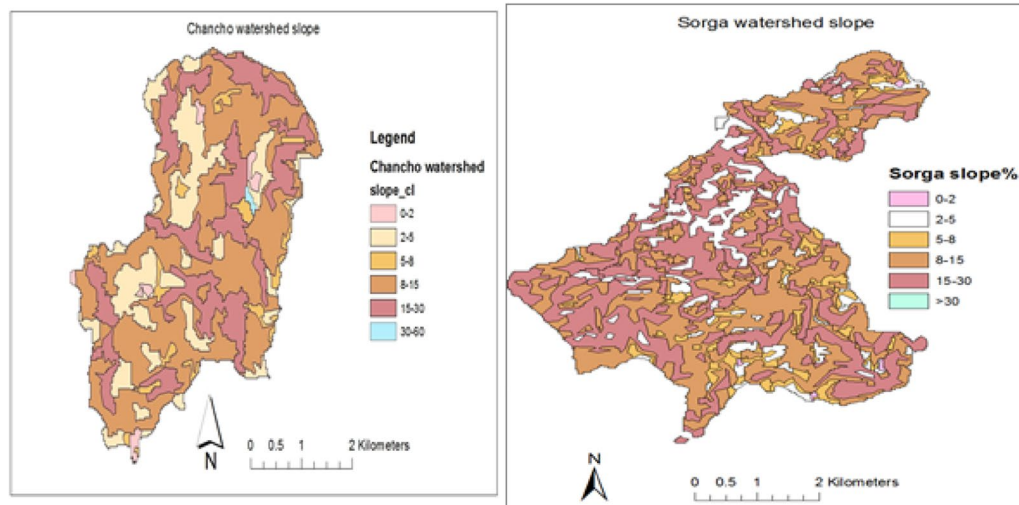 Chancho watershed slope
Legend
Chancho watershed
slope_cl
0-2
2-5
5-8
8-15
15-30
30-60
N
0 0.5 1 2 Kilometers
Sorga watershed slope
Sorga slope%
0-2
2-5
5-8
8-15
15-30
>30
N
0 0.5 1 2 Kilometers